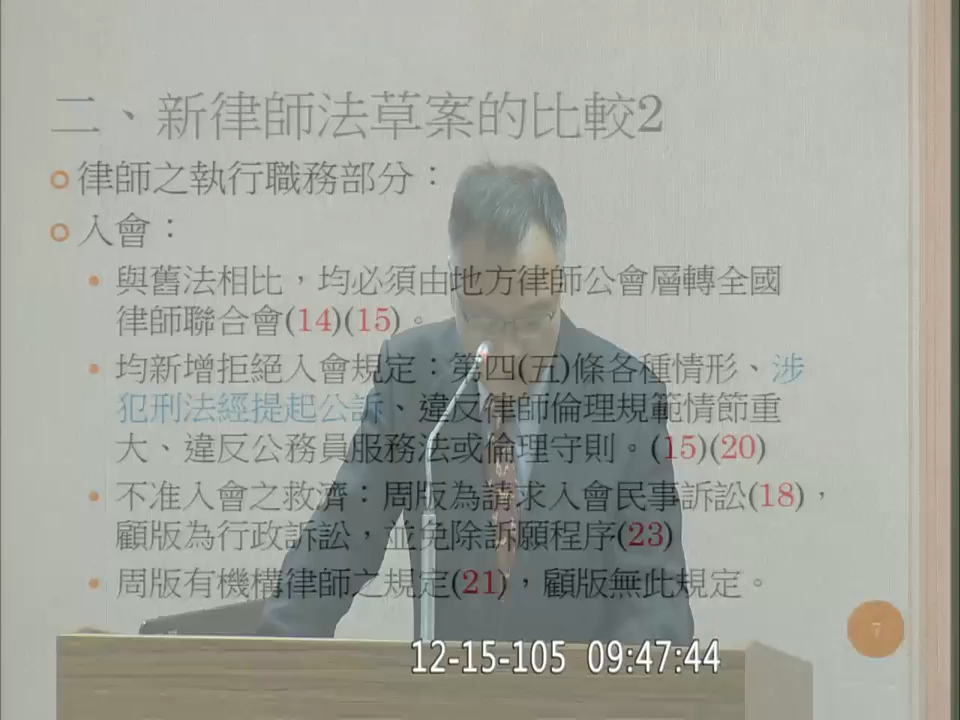 二、新律師法草案的比較2
律師之執行職務部分：
入會：
與舊法相比，均必須由地方律師公會層轉全國
律師聯合會(14)(15)。
均新增拒絕入會規定：第四(五)條各種情形、涉
犯刑法經提起公訴、違反律師倫理規範情節重
大、違反公務員服務法或倫理守則。(15)(20)
不准入會之救濟：周版為請求入會民事訴訟(18)，
顧版為行政訴訟，並免除訴願程序(23)
周版有機構律師之規定(21)，顧版無此規定。
7
12-15-105 09:47:44